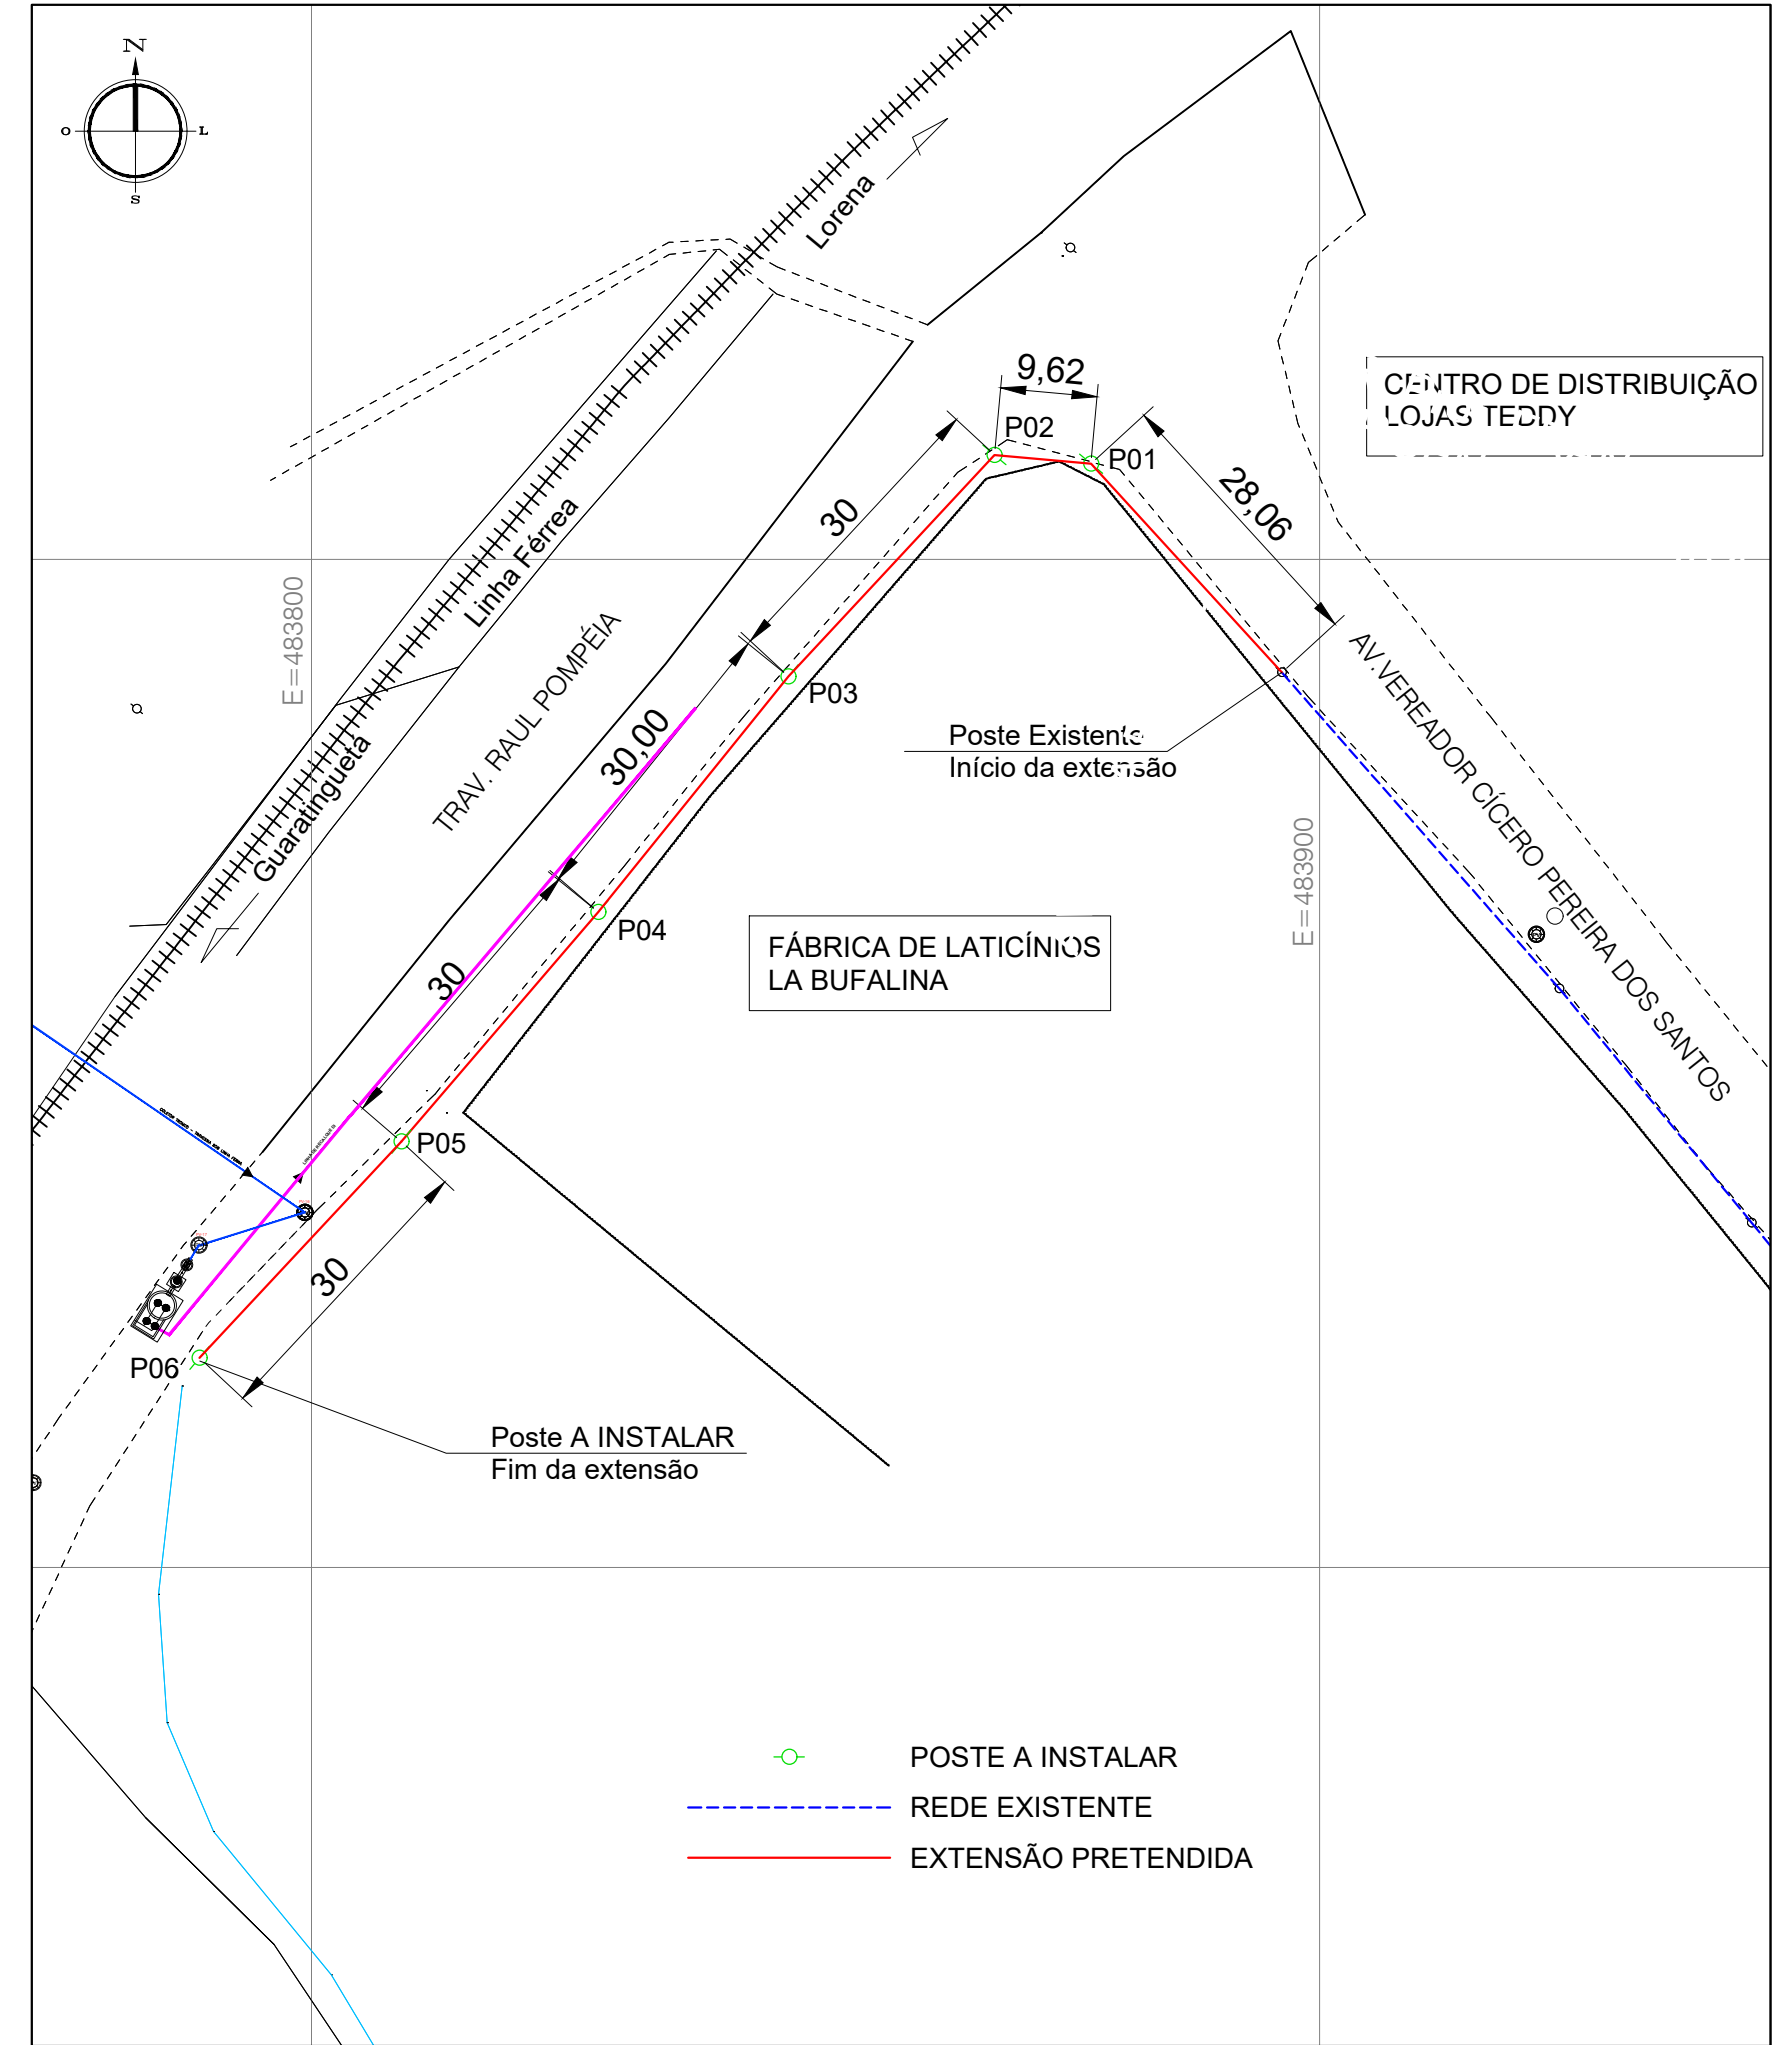 N
O
L
S
Lorena
9,62
P02
P01
CENTRO DE DISTRIBUIÇÃO
LOJAS TEDDY
30
28,06
Linha Férrea
E=483800
TRAV. RAUL POMPÉIA
P03
AV.VEREADOR CÍCERO PEREIRA DOS SANTOS
30,00
Guaratinguetá
Poste Existente
Início da extensão
E=483900
P04
FÁBRICA DE LATICÍNIOS
LA BUFALINA
30
P05
30
P06
Poste A INSTALAR
Fim da extensão
POSTE A INSTALAR
REDE EXISTENTE
EXTENSÃO PRETENDIDA